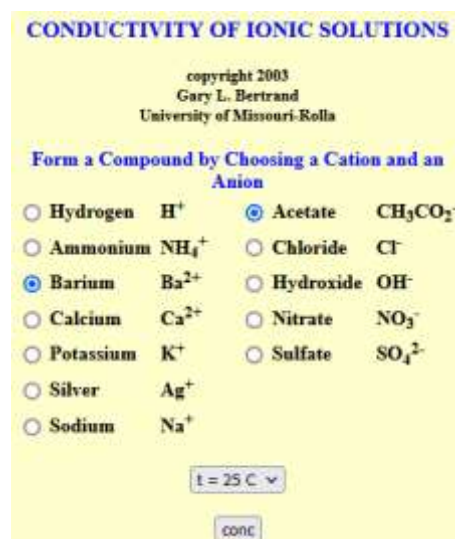 CONDUCTIVITY OF IONIC SOLUTIONS
copyright 2003
Gary L. Bertrand
University of Missouri-Rolla
Form a Compound by Choosing a Cation and an
Anion
Hydrogen H⁺ Acetate CH₃CO₂⁻
Ammonium NH₄⁺ Chloride Cl⁻
Barium Ba²⁺ Hydroxide OH⁻
Calcium Ca²⁺ Nitrate NO₃⁻
Potassium K⁺ Sulfate SO₄²⁻
Silver Ag⁺
Sodium Na⁺
t = 25 C
conc